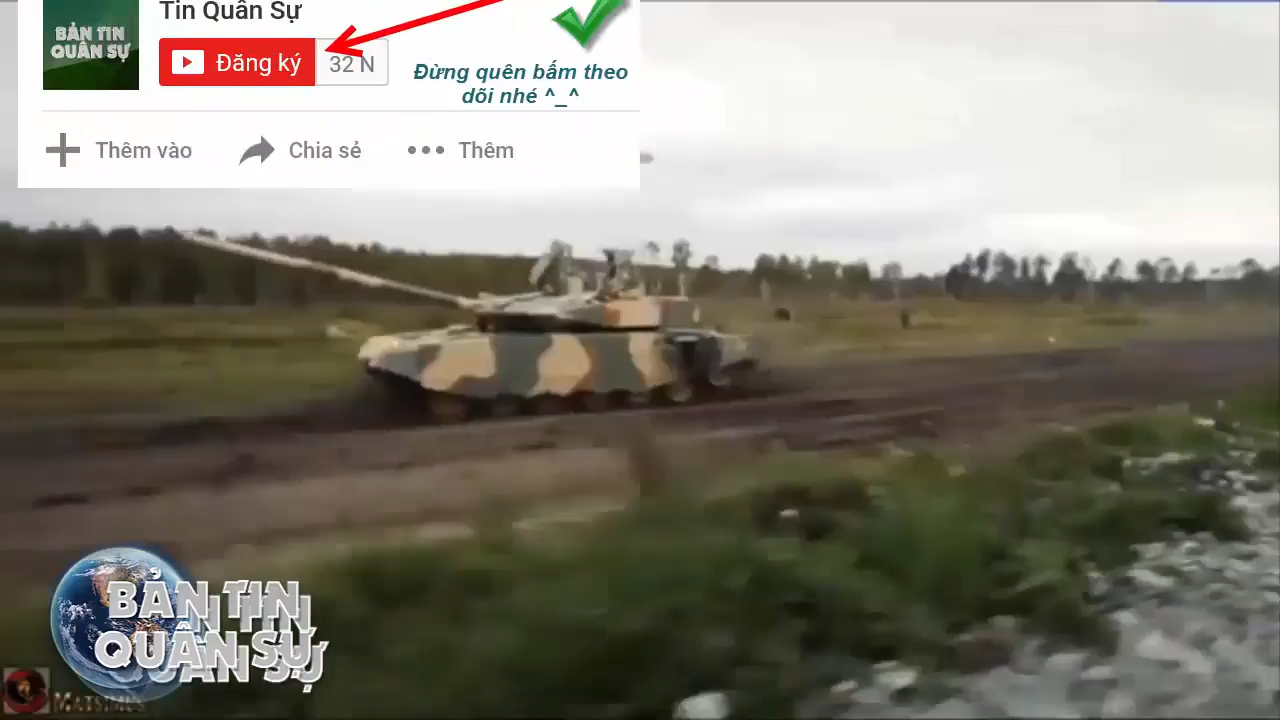 Tin Quân Sự
BẢN TIN
QUÂN SỰ
Đăng ký
32 N
Đừng quên bấm theo
dõi nhé ^_^
Thêm vào
Chia sẻ
Thêm
BẢN TIN
QUÂN SỰ